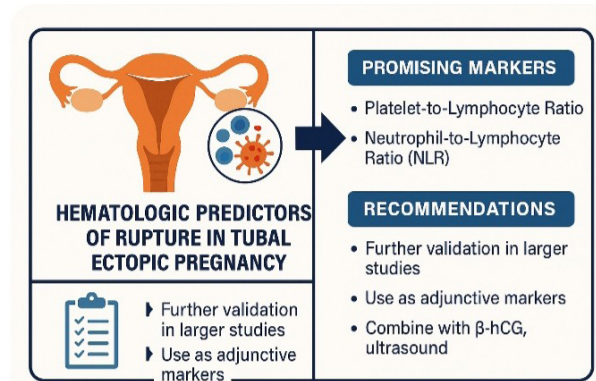 HEMATOLOGIC PREDICTORS
OF RUPTURE IN TUBAL
ECTOPIC PREGNANCY
Further validation
in larger studies
Use as adjunctive
markers
PROMISING MARKERS
• Platelet-to-Lymphocyte Ratio
• Neutrophil-to-Lymphocyte
Ratio (NLR)
RECOMMENDATIONS
• Further validation in larger
studies
• Use as adjunctive markers
• Combine with β-hCG,
ultrasound